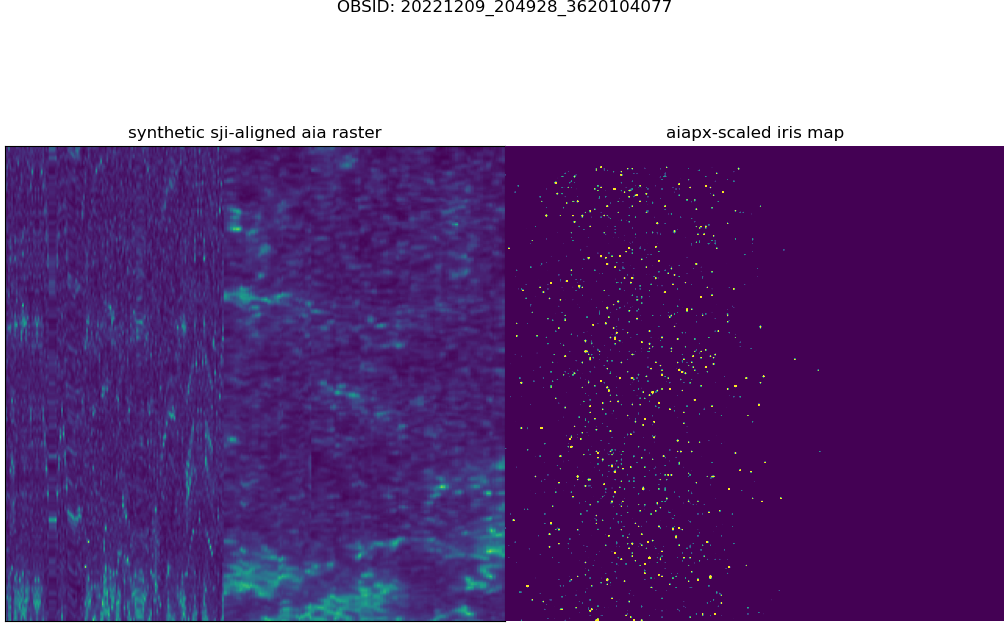 OBSID: 20221209_204928_3620104077
synthetic sji-aligned aia raster
aiapx-scaled iris map